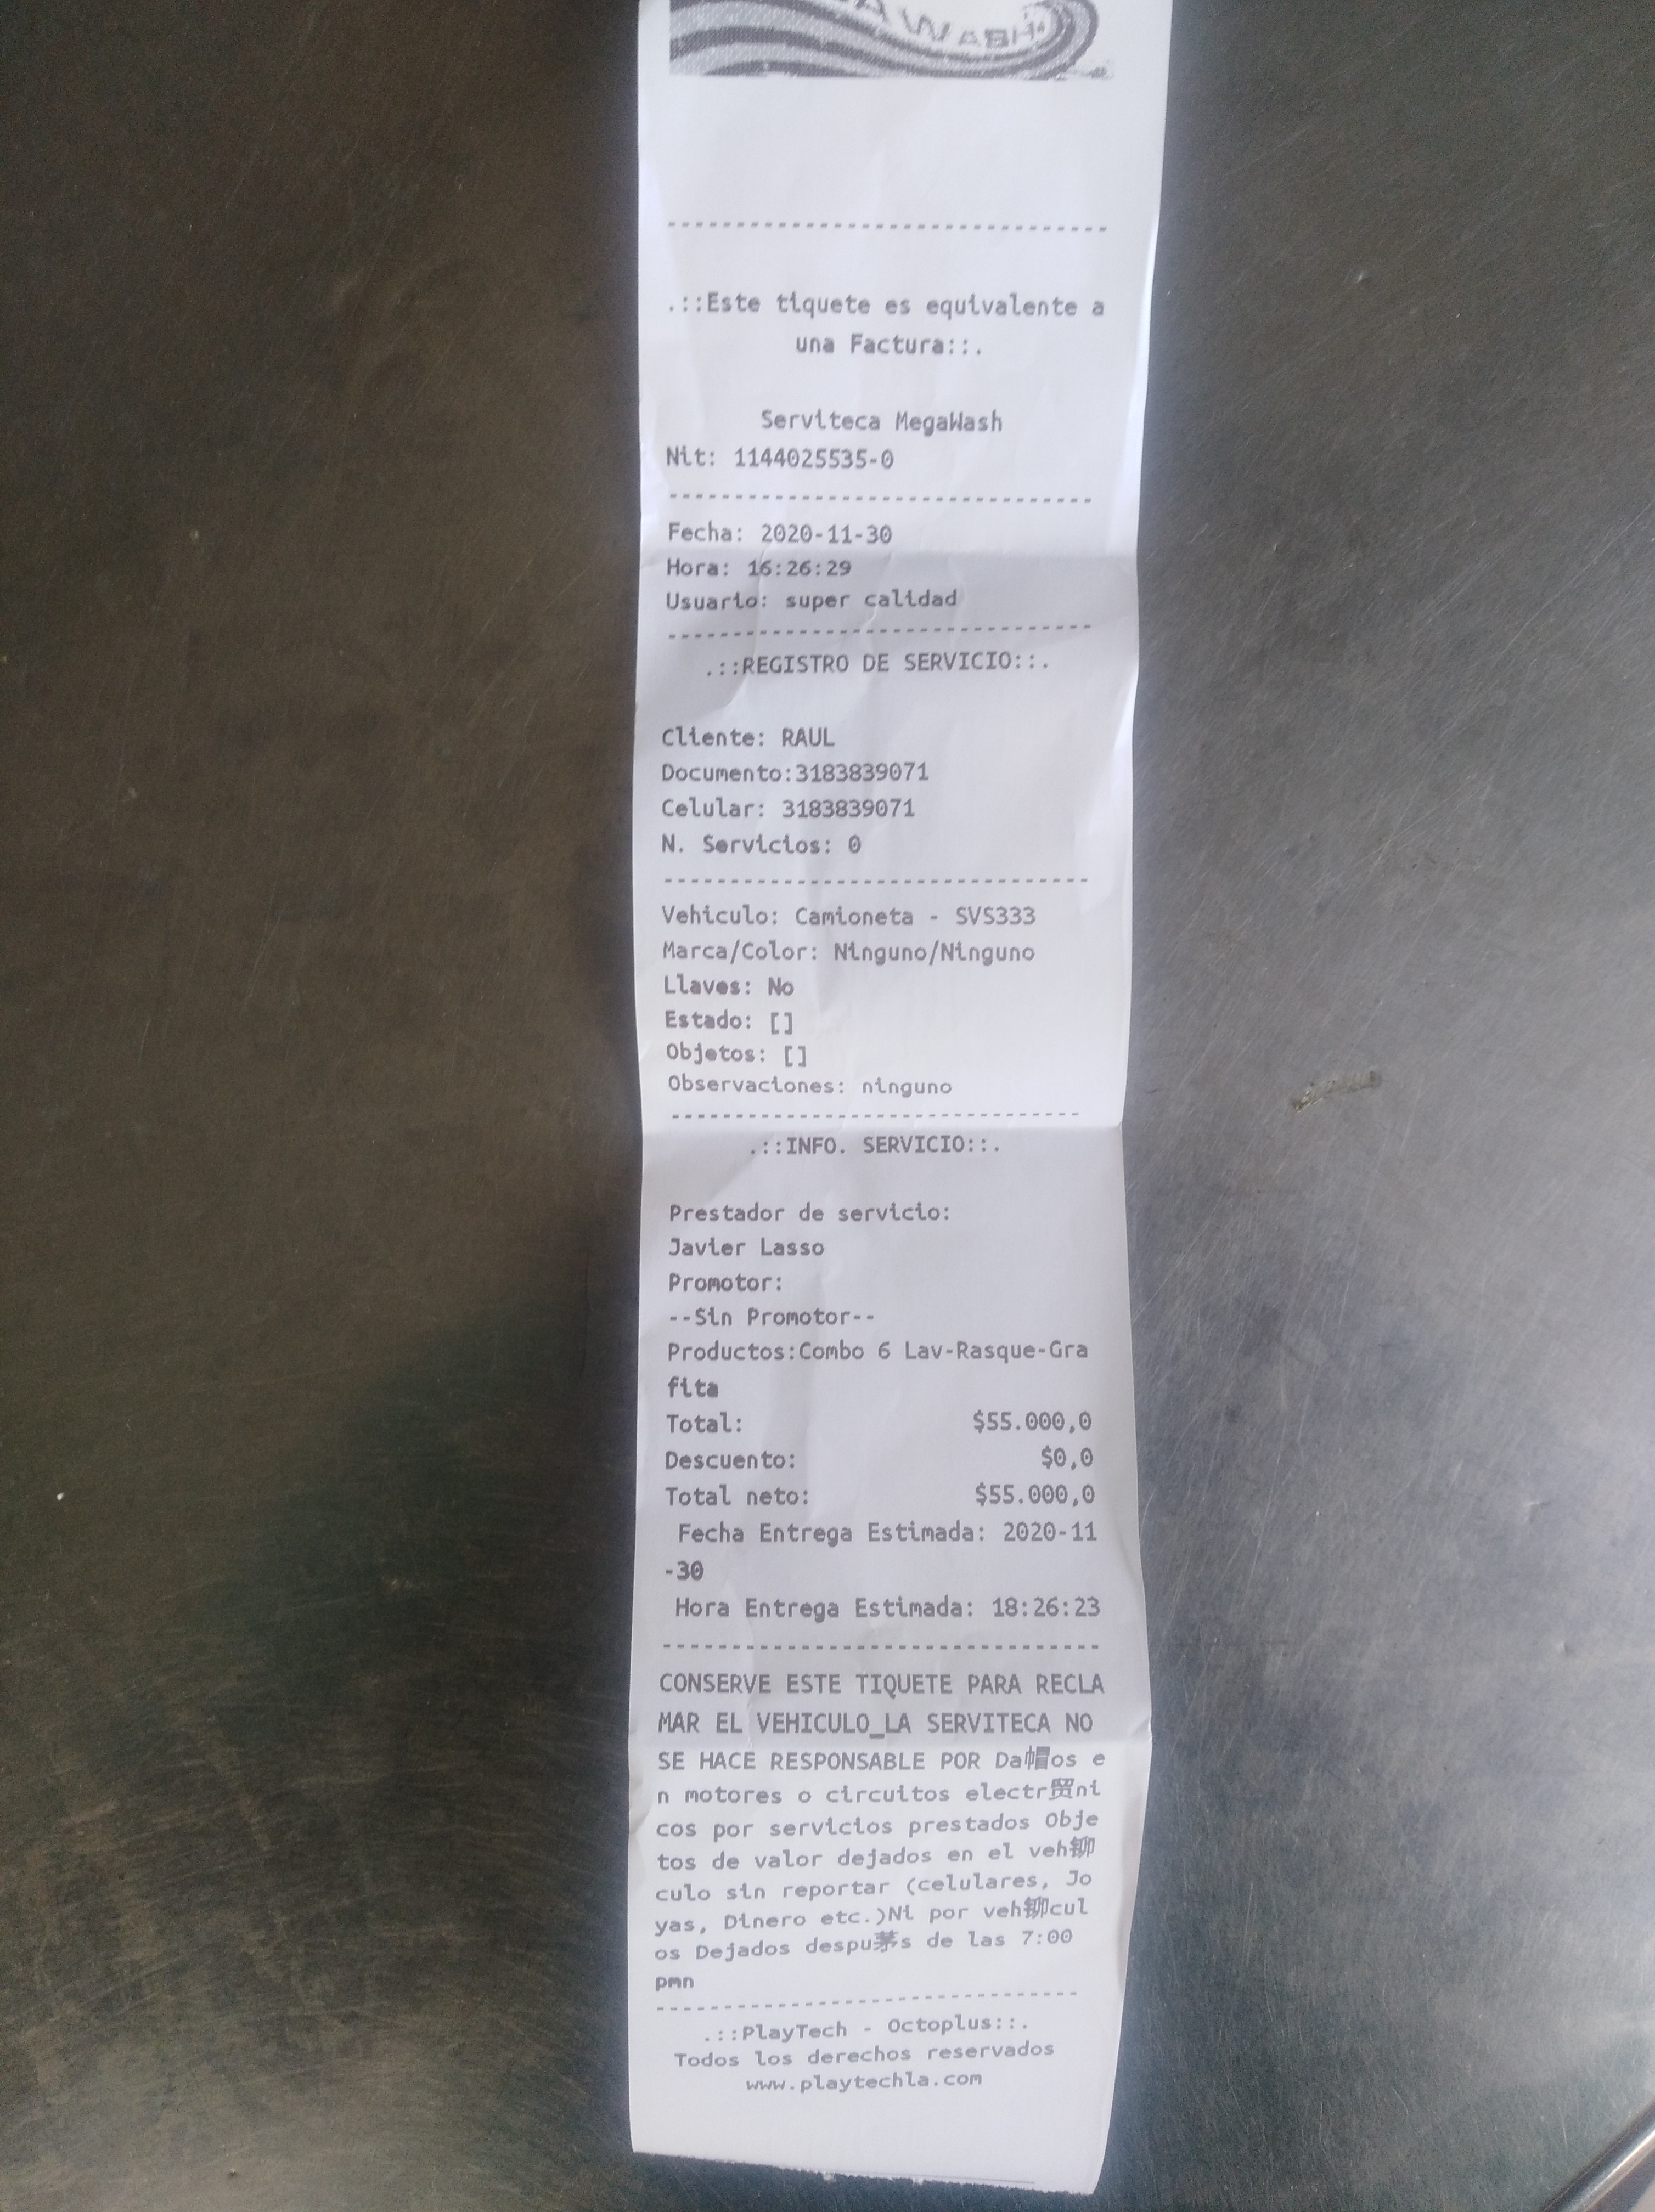 WASH
--------------------------------
.::Este tiquete es equivalente a
una Factura::.
Serviteca MegaWash
Nit: 1144025535-0
--------------------------------
Fecha: 2020-11-30
Hora: 16:26:29
Usuario: super calidad
--------------------------------
.::REGISTRO DE SERVICIO::.
Cliente: RAUL
Documento:3183839071
Celular: 3183839071
N. Servicios: 0
--------------------------------
Vehiculo: Camioneta - SVS333
Marca/Color: Ninguno/Ninguno
Llaves: No
Estado: []
Objetos: []
Observaciones: ninguno
--------------------------------
.::INFO. SERVICIO::.
Prestador de servicio:
Javier Lasso
Promotor:
--Sin Promotor--
Productos:Combo 6 Lav-Rasque-Gra
fita
Total: $55.000,0
Descuento: $0,0
Total neto: $55.000,0
Fecha Entrega Estimada: 2020-11
-30
Hora Entrega Estimada: 18:26:23
--------------------------------
CONSERVE ESTE TIQUETE PARA RECLA
MAR EL VEHICULO_LA SERVITECA NO
SE HACE RESPONSABLE POR Da帽os e
n motores o circuitos electr贸ni
cos por servicios prestados Obje
tos de valor dejados en el veh铆
culo sin reportar (celulares, Jo
yas, Dinero etc.)Ni por veh铆cul
os Dejados despu茅s de las 7:00
pmn
--------------------------------
.::PlayTech - Octoplus::.
Todos los derechos reservados
www.playtechla.com